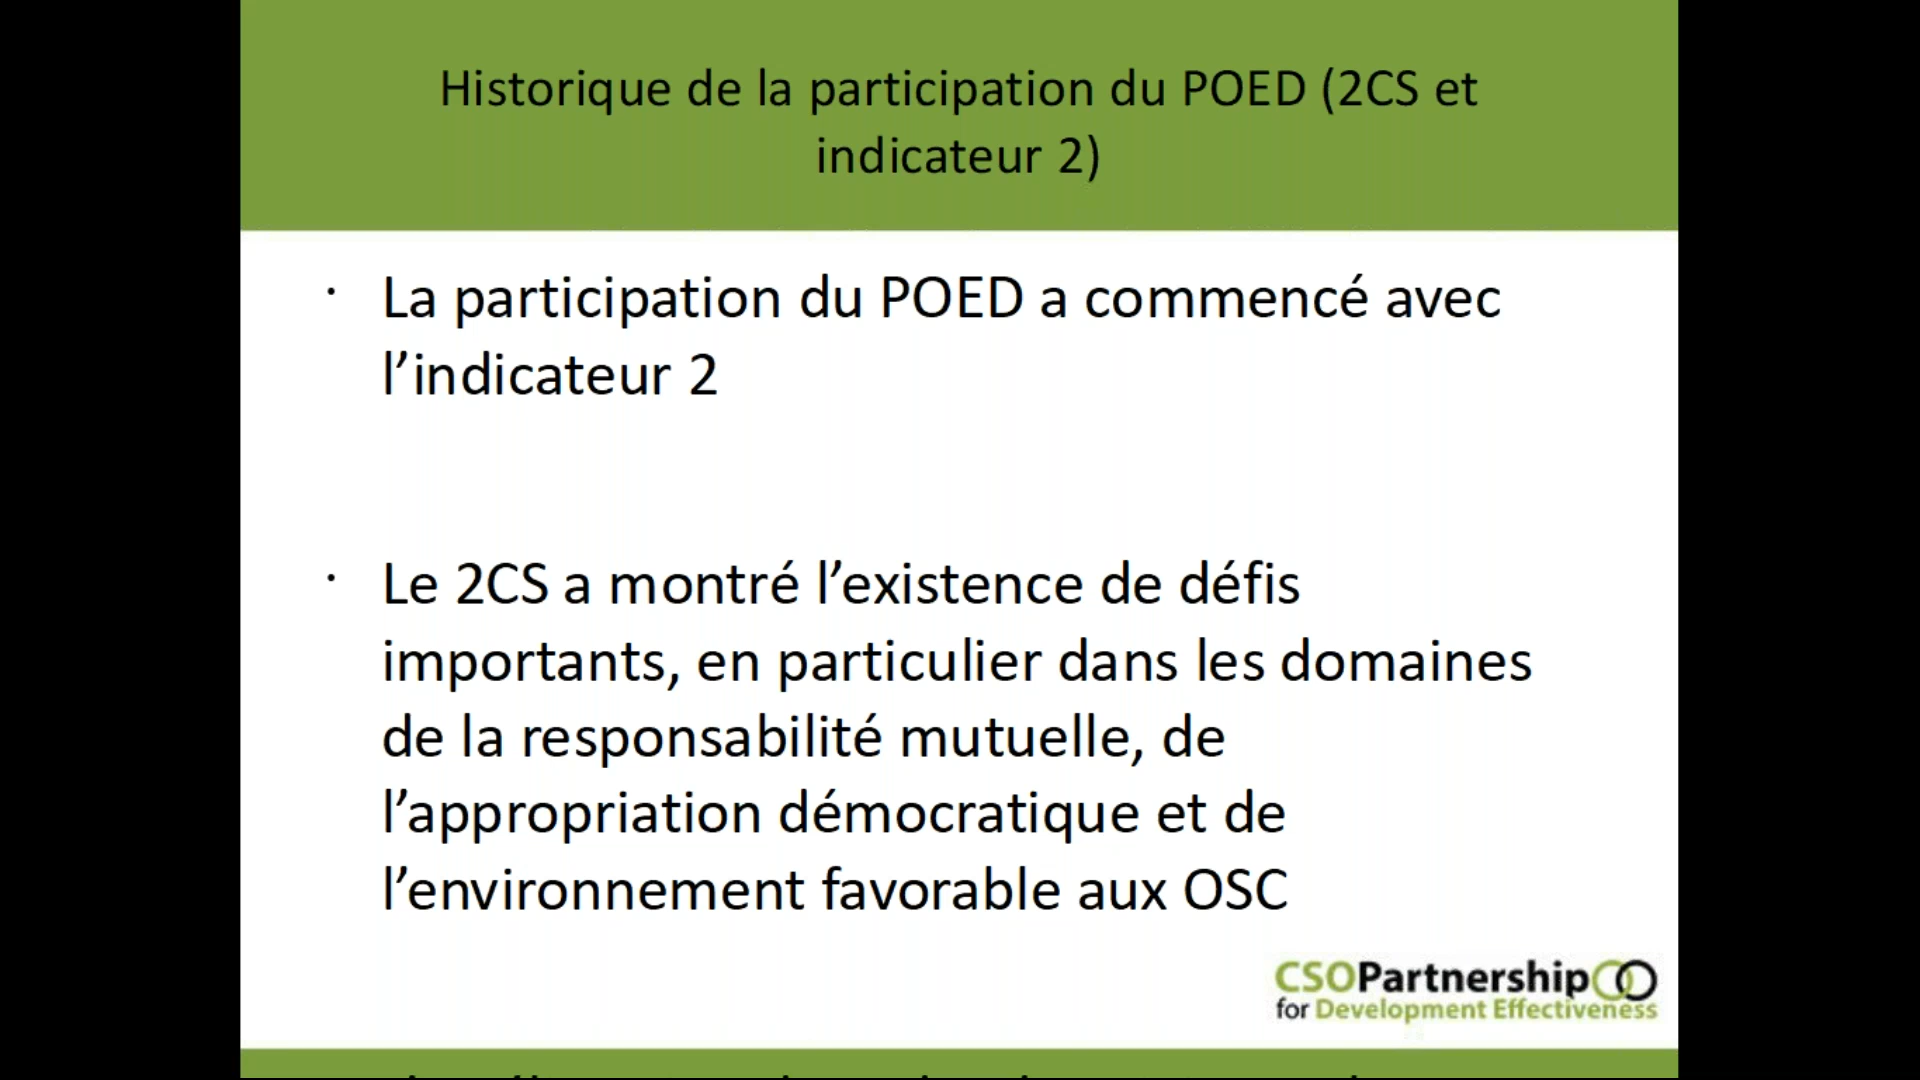 Historique de la participation du POED (2CS et
indicateur 2)
· La participation du POED a commencé avec
l’indicateur 2
· Le 2CS a montré l’existence de défis
importants, en particulier dans les domaines
de la responsabilité mutuelle, de
l’appropriation démocratique et de
l’environnement favorable aux OSC
CSOPartnership
for Development Effectiveness